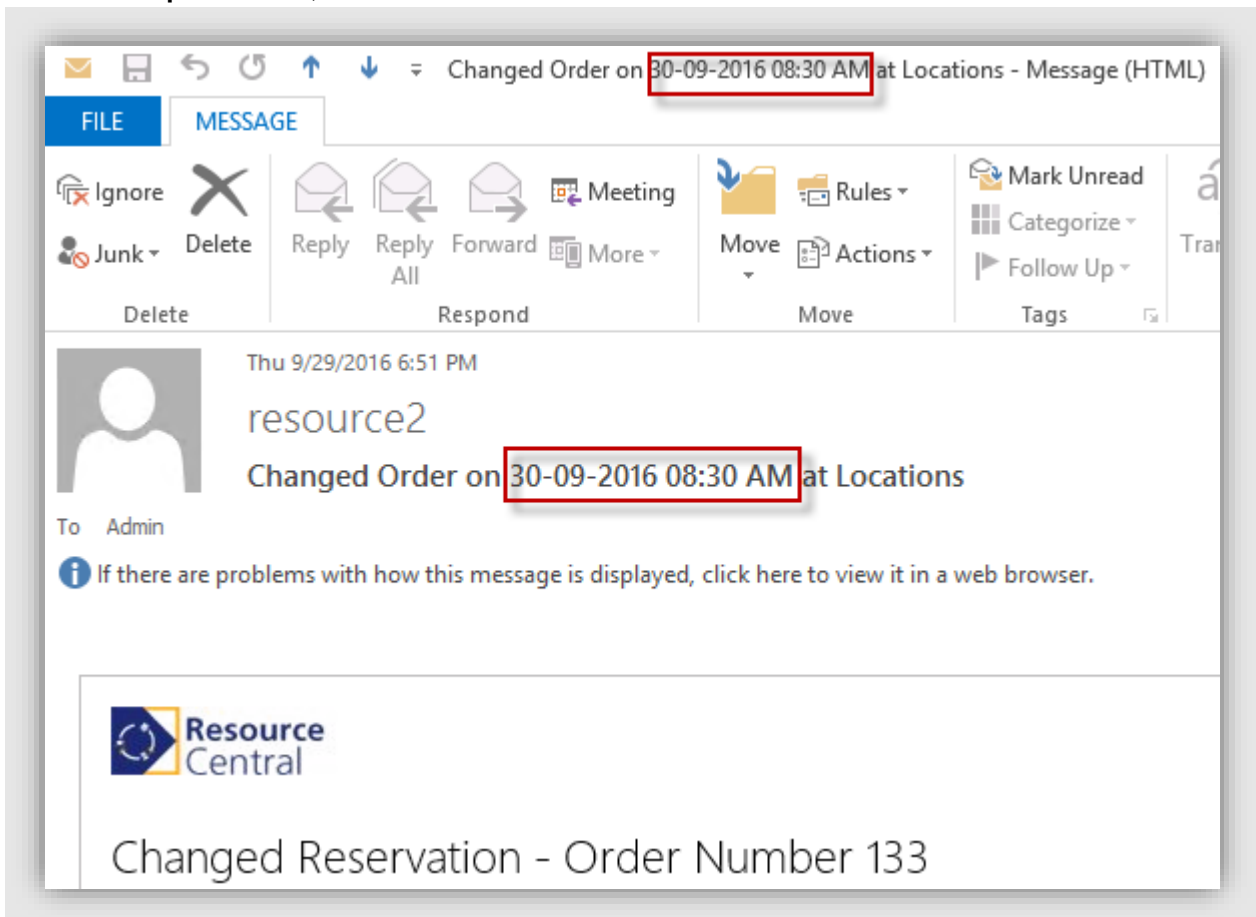 Changed Order on 30-09-2016 08:30 AM at Locations - Message (HTML)
FILE MESSAGE
Ignore
Junk
Delete
Reply
Reply All
Forward
Meeting
More
Move
Rules
Actions
Mark Unread
Categorize
Follow Up
Delete Respond Move Tags
Thu 9/29/2016 6:51 PM
resource2
Changed Order on 30-09-2016 08:30 AM at Locations
To Admin
If there are problems with how this message is displayed, click here to view it in a web browser.
Resource
Central
Changed Reservation - Order Number 133